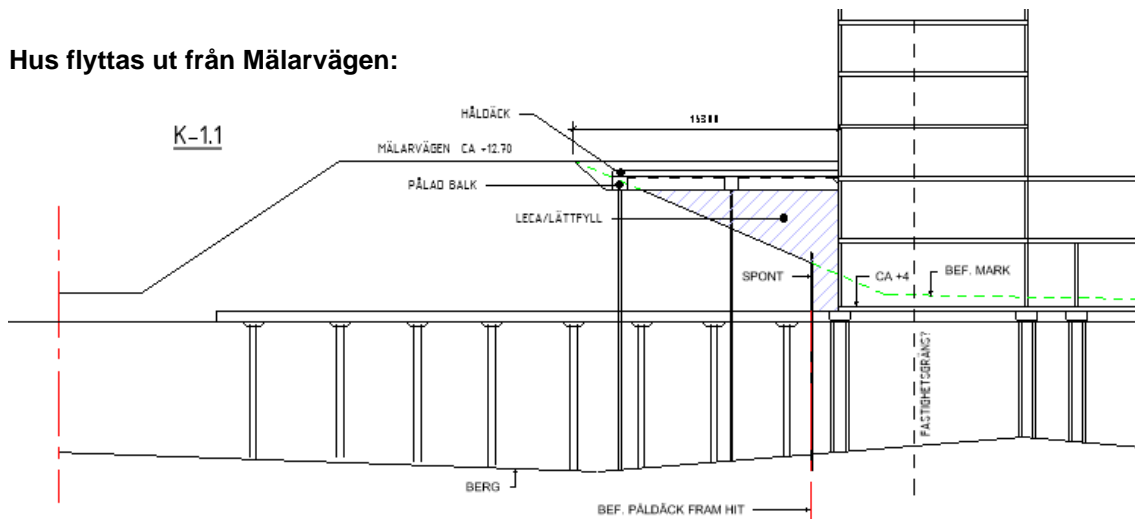 Hus flyttas ut från Mälarvägen:
K-1.1
HÅLDÄCK
MÄLARVÄGEN CA +12.70
PÅLAD BALK
LECA/LÄTTFYLL
SPONT
CA +4
BEF. MARK
FASTIGHETSGRÄNS?
BERG
BEF. PÅLDÄCK FRAM HIT